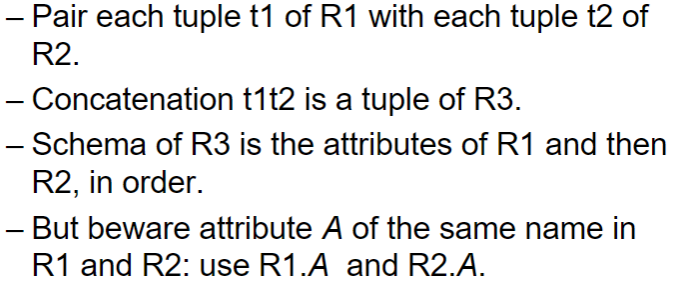 – Pair each tuple t1 of R1 with each tuple t2 of
R2.
– Concatenation t1t2 is a tuple of R3.
– Schema of R3 is the attributes of R1 and then
R2, in order.
– But beware attribute A of the same name in
R1 and R2: use R1.A and R2.A.